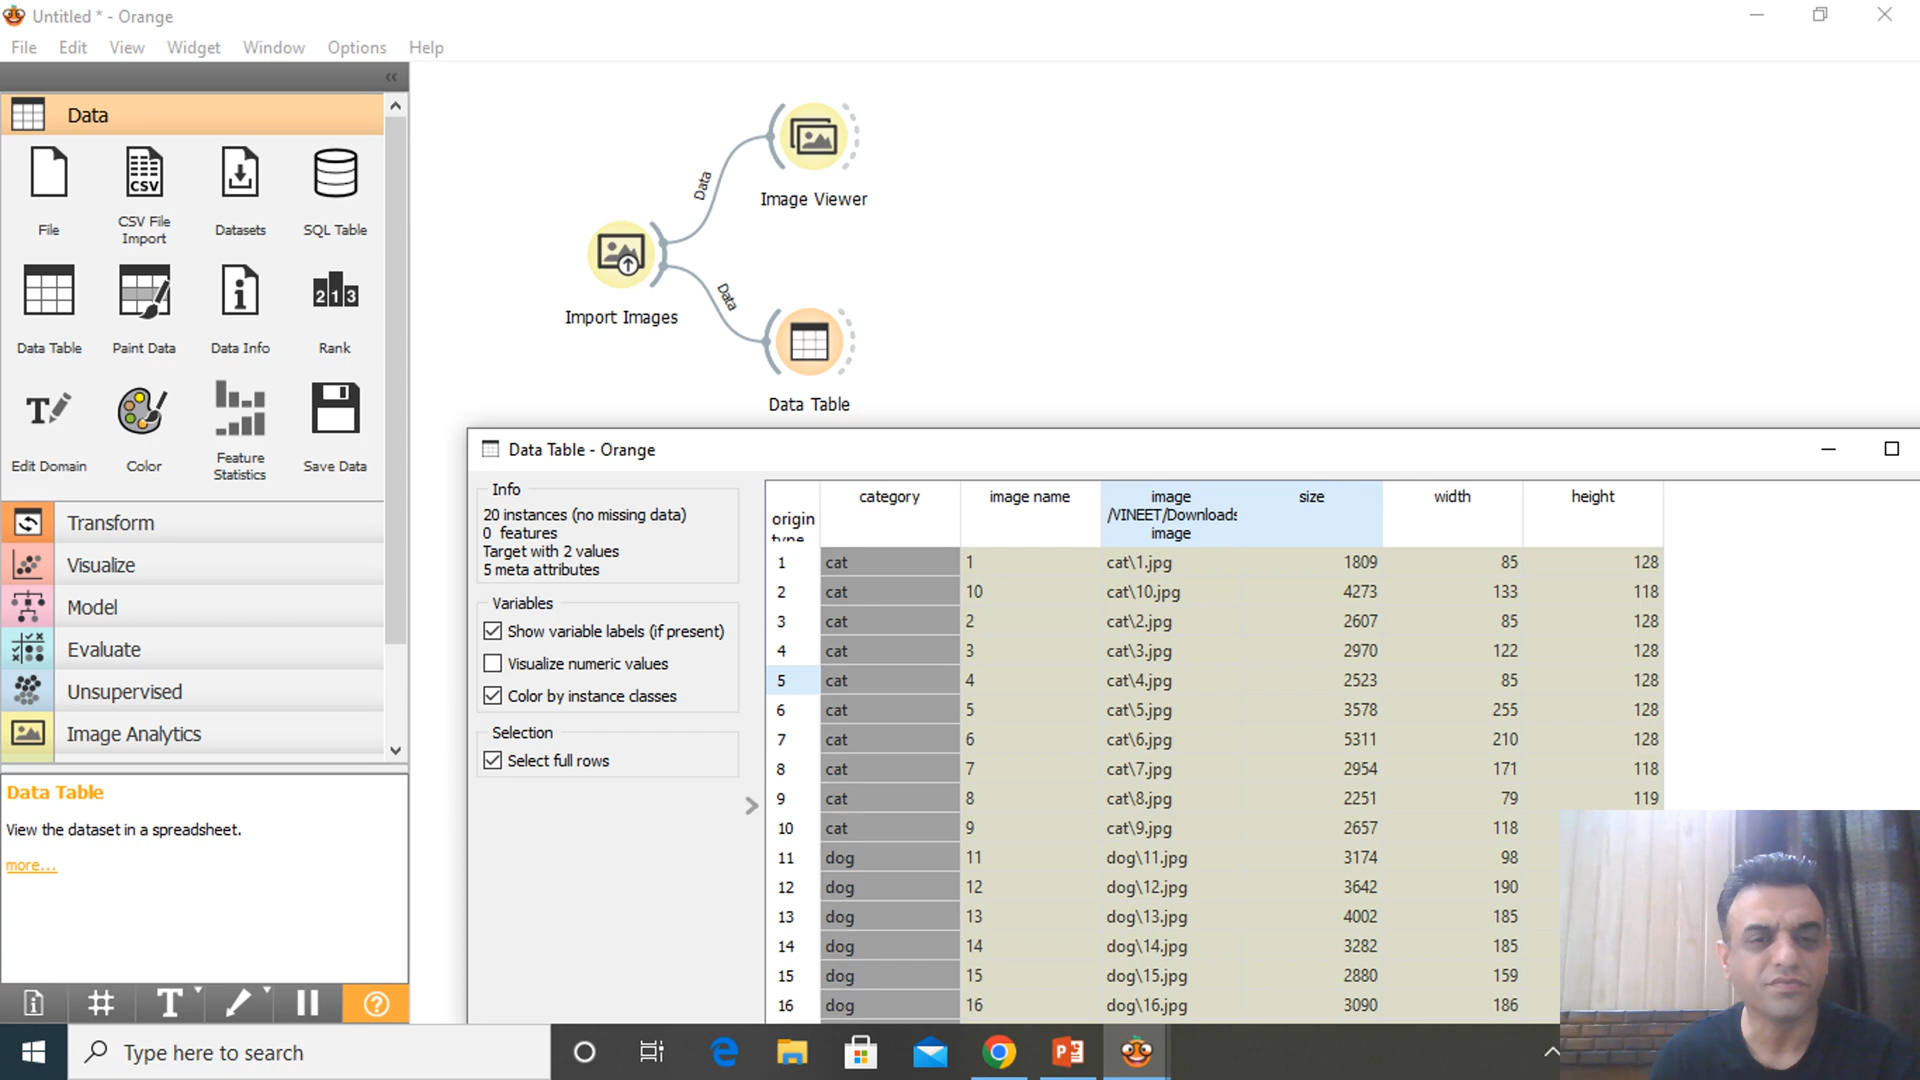 Untitled * - Orange
File Edit View Widget Window Options Help
Data
File
CSV File Import
Datasets
SQL Table
Data Table
Paint Data
Data Info
Rank
Edit Domain
Color
Feature Statistics
Save Data
Transform
Visualize
Model
Evaluate
Unsupervised
Image Analytics
Data Table
View the dataset in a spreadsheet.
more...
Data
Image Viewer
Import Images
Data
Data Table
Data Table - Orange
Info
20 instances (no missing data)
0 features
Target with 2 values
5 meta attributes
Variables
Show variable labels (if present)
Visualize numeric values
Color by instance classes
Selection
Select full rows
category image name image size width height
origin /VINEET/Downloads
type image
1 cat 1 cat\1.jpg 1809 85 128
2 cat 10 cat\10.jpg 4273 133 118
3 cat 2 cat\2.jpg 2607 85 128
4 cat 3 cat\3.jpg 2970 122 128
5 cat 4 cat\4.jpg 2523 85 128
6 cat 5 cat\5.jpg 3578 255 128
7 cat 6 cat\6.jpg 5311 210 128
8 cat 7 cat\7.jpg 2954 171 118
9 cat 8 cat\8.jpg 2251 79 119
10 cat 9 cat\9.jpg 2657 118
11 dog 11 dog\11.jpg 3174 98
12 dog 12 dog\12.jpg 3642 190
13 dog 13 dog\13.jpg 4002 185
14 dog 14 dog\14.jpg 3282 185
15 dog 15 dog\15.jpg 2880 159
16 dog 16 dog\16.jpg 3090 186
Type here to search